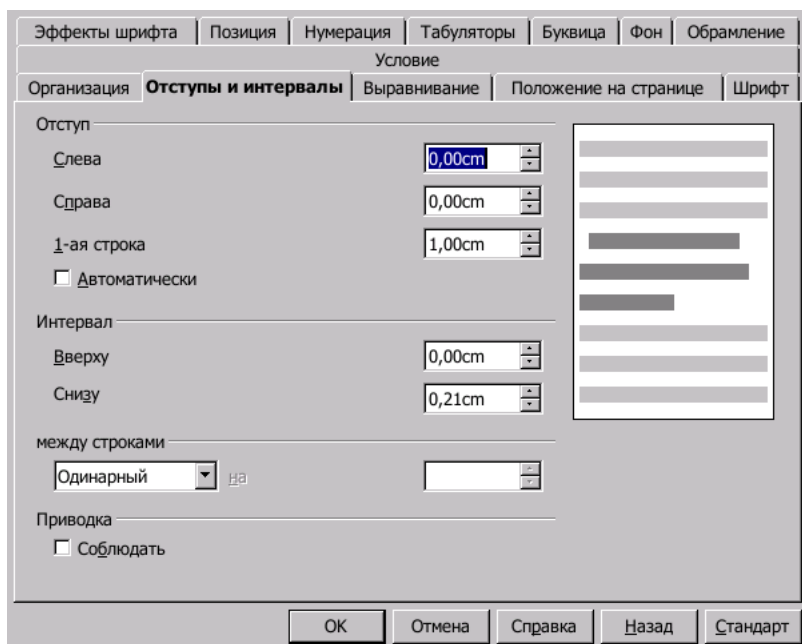 Эффекты шрифта Позиция Нумерация Табуляторы Буквица Фон Обрамление
Условие
Организация Отступы и интервалы Выравнивание Положение на странице Шрифт
Отступ
Слева 0,00cm
Справа 0,00cm
1-ая строка 1,00cm
Автоматически
Интервал
Вверху 0,00cm
Снизу 0,21cm
между строками
Одинарный на
Приводка
Соблюдать
OK Отмена Справка Назад Стандарт